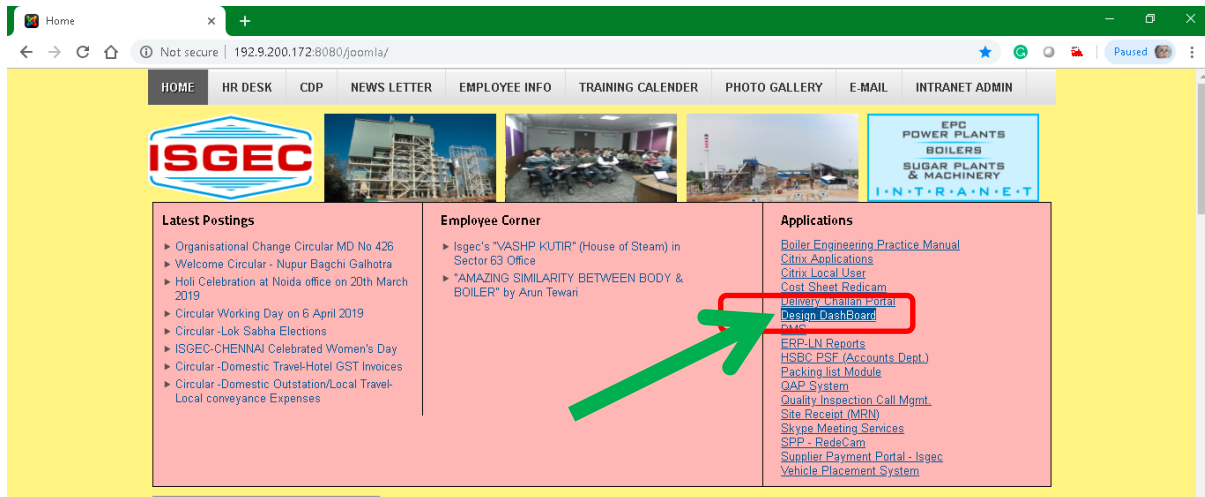 Home
Not secure | 192.9.200.172:8080/joomla/
Paused
HOME HR DESK CDP NEWS LETTER EMPLOYEE INFO TRAINING CALENDER PHOTO GALLERY E-MAIL INTRANET ADMIN
ISGEC
EPC
POWER PLANTS
BOILERS
SUGAR PLANTS
& MACHINERY
I·N·T·R·A·N·E·T
Latest Postings
Organisational Change Circular MD No 426
Welcome Circular - Nupur Bagchi Galhotra
Holi Celebration at Noida office on 20th March
2019
Circular Working Day on 6 April 2019
Circular -Lok Sabha Elections
ISGEC-CHENNAI Celebrated Women's Day
Circular -Domestic Travel-Hotel GST Invoices
Circular -Domestic Outstation/Local Travel-
Local conveyance Expenses
Employee Corner
Isgec's "VASHP KUTIR" (House of Steam) in
Sector 63 Office
"AMAZING SIMILARITY BETWEEN BODY &
BOILER" by Arun Tewari
Applications
Boiler Engineering Practice Manual
Citrix Applications
Citrix Local User
Cost Sheet Redicam
Delivery Challan Portal
Design DashBoard
DMS
ERP-LN Reports
HSBC PSF (Accounts Dept.)
Packing list Module
QAP System
Quality Inspection Call Mgmt.
Site Receipt (MRN)
Skype Meeting Services
SPP - RedeCam
Supplier Payment Portal - Isgec
Vehicle Placement System